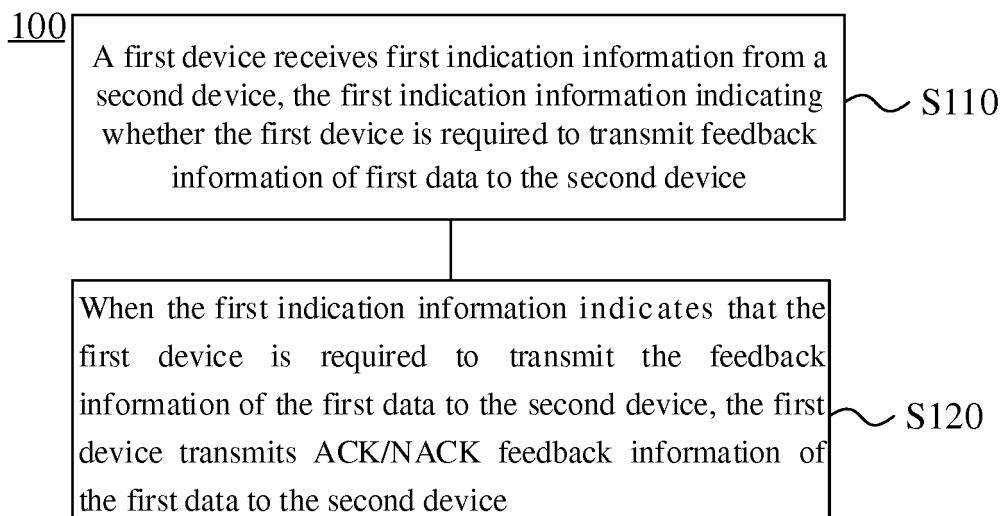 100
A first device receives first indication information from a
second device, the first indication information indicating
whether the first device is required to transmit feedback
information of first data to the second device
S110
When the first indication information indicates that the
first device is required to transmit the feedback
information of the first data to the second device, the first
device transmits ACK/NACK feedback information of
the first data to the second device
S120